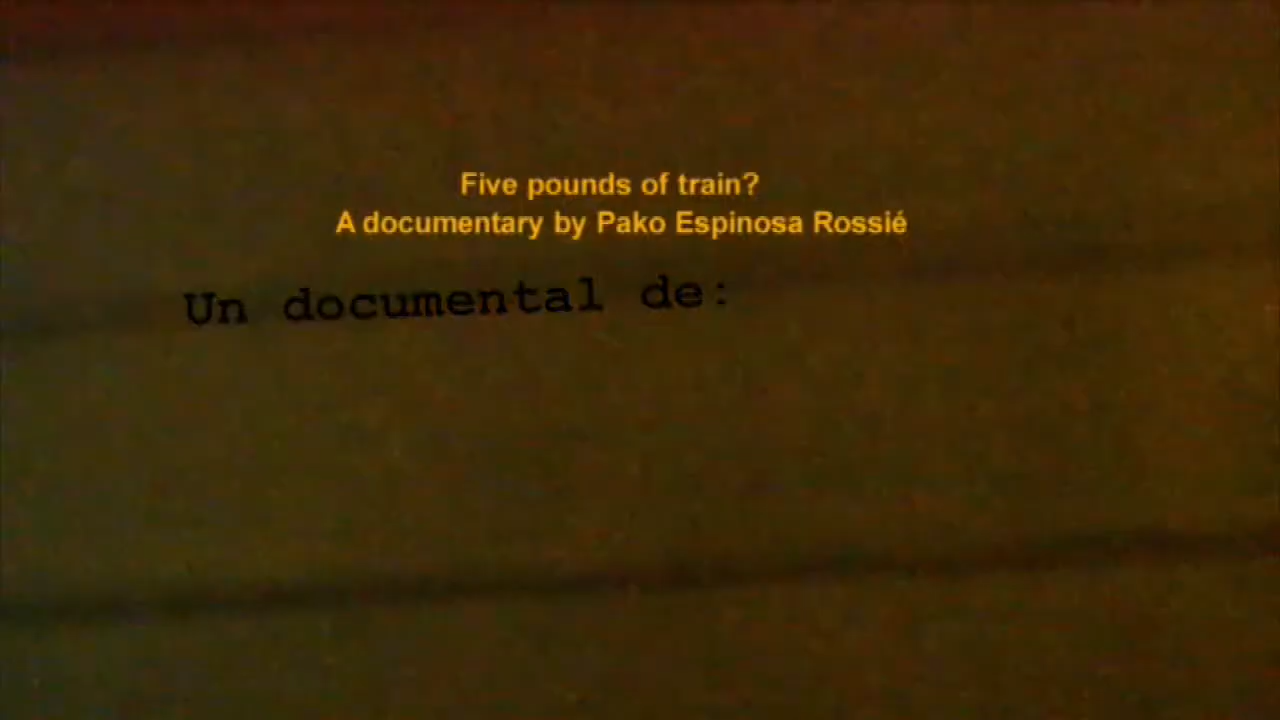 Five pounds of train?
A documentary by Pako Espinosa Rossié
Un documental de: